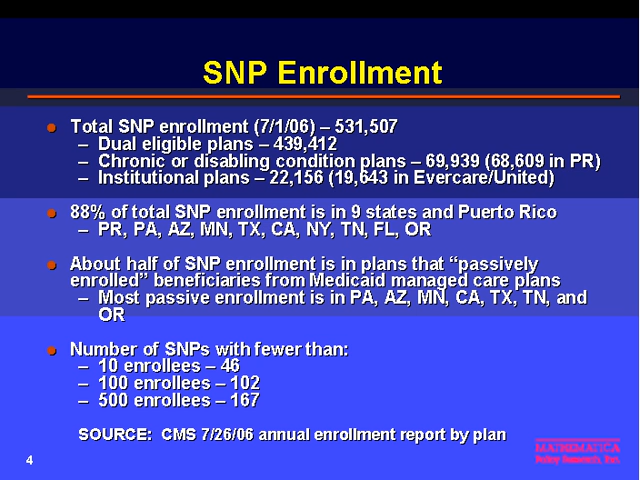 SNP Enrollment
● Total SNP enrollment (7/1/06) – 531,507
– Dual eligible plans – 439,412
– Chronic or disabling condition plans – 69,939 (68,609 in PR)
– Institutional plans – 22,156 (19,643 in Evercare/United)
● 88% of total SNP enrollment is in 9 states and Puerto Rico
– PR, PA, AZ, MN, TX, CA, NY, TN, FL, OR
● About half of SNP enrollment is in plans that “passively
enrolled” beneficiaries from Medicaid managed care plans
– Most passive enrollment is in PA, AZ, MN, CA, TX, TN, and
OR
● Number of SNPs with fewer than:
– 10 enrollees – 46
– 100 enrollees – 102
– 500 enrollees – 167
SOURCE: CMS 7/26/06 annual enrollment report by plan
MATHEMATICA
Policy Research, Inc.
4